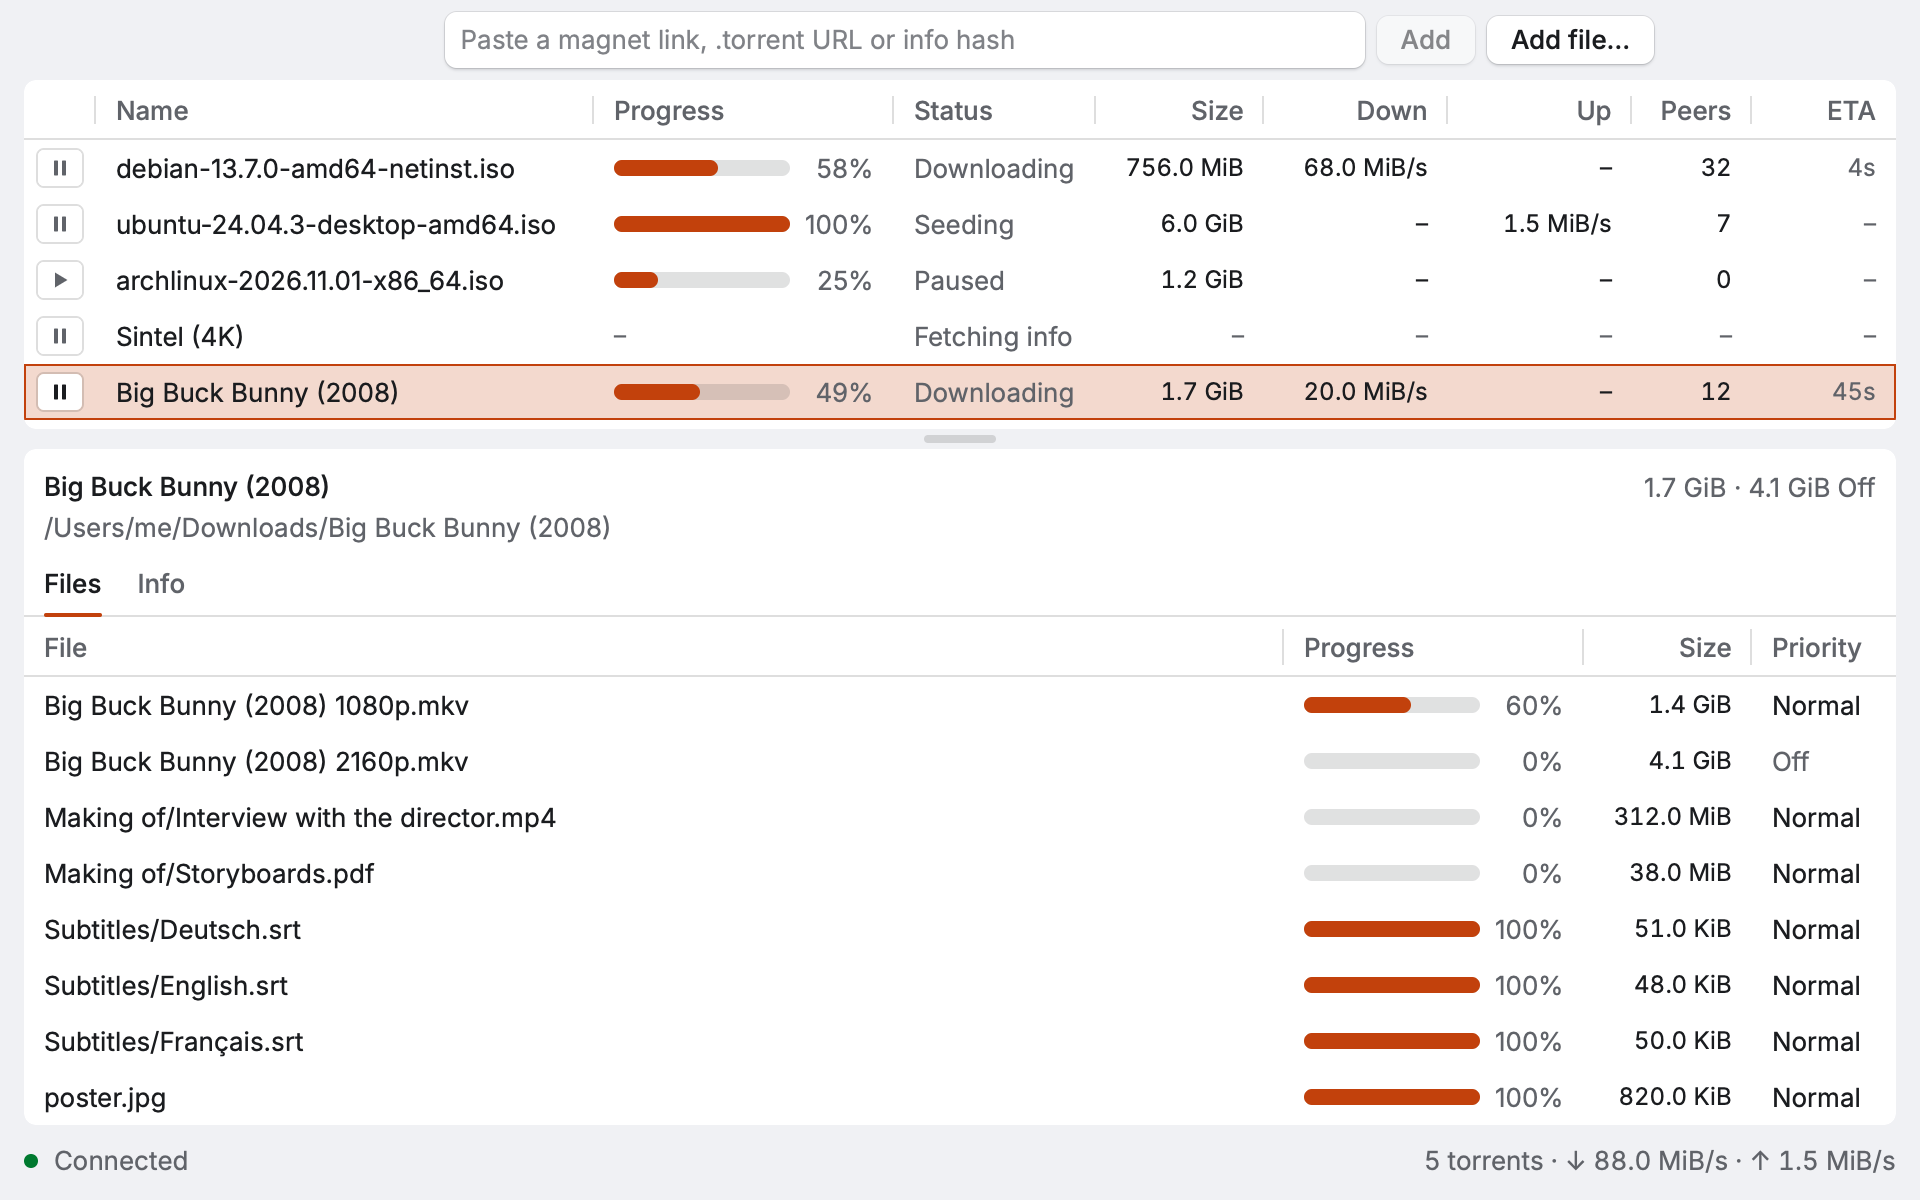 Paste a magnet link, .torrent URL or info hash Add Add file...
Name Progress Status Size Down Up Peers ETA
debian-13.7.0-amd64-netinst.iso 58% Downloading 756.0 MiB 68.0 MiB/s – 32 4s
ubuntu-24.04.3-desktop-amd64.iso 100% Seeding 6.0 GiB – 1.5 MiB/s 7 –
archlinux-2026.11.01-x86_64.iso 25% Paused 1.2 GiB – – 0 –
Sintel (4K) – Fetching info – – – – –
Big Buck Bunny (2008) 49% Downloading 1.7 GiB 20.0 MiB/s – 12 45s
Big Buck Bunny (2008) 1.7 GiB · 4.1 GiB Off
/Users/me/Downloads/Big Buck Bunny (2008)
Files Info
File Progress Size Priority
Big Buck Bunny (2008) 1080p.mkv 60% 1.4 GiB Normal
Big Buck Bunny (2008) 2160p.mkv 0% 4.1 GiB Off
Making of/Interview with the director.mp4 0% 312.0 MiB Normal
Making of/Storyboards.pdf 0% 38.0 MiB Normal
Subtitles/Deutsch.srt 100% 51.0 KiB Normal
Subtitles/English.srt 100% 48.0 KiB Normal
Subtitles/Français.srt 100% 50.0 KiB Normal
poster.jpg 100% 820.0 KiB Normal
Connected 5 torrents · ↓ 88.0 MiB/s · ↑ 1.5 MiB/s